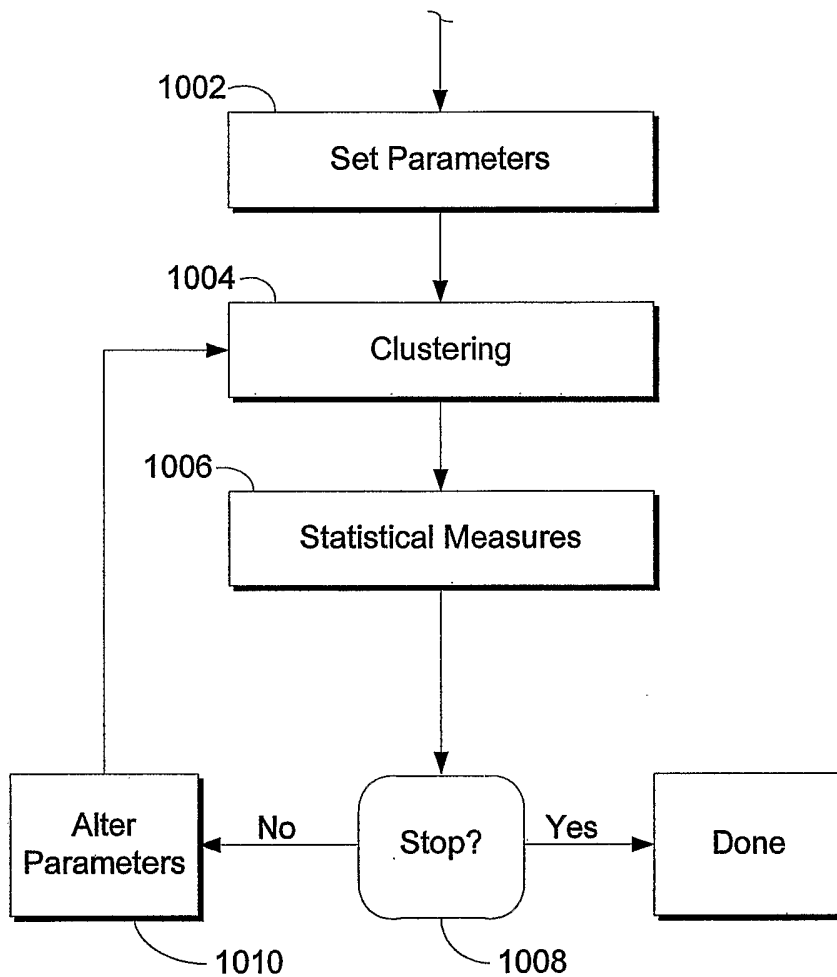 1002
Set Parameters
1004
Clustering
1006
Statistical Measures
Alter
Parameters
No
Stop?
Yes
Done
1010
1008